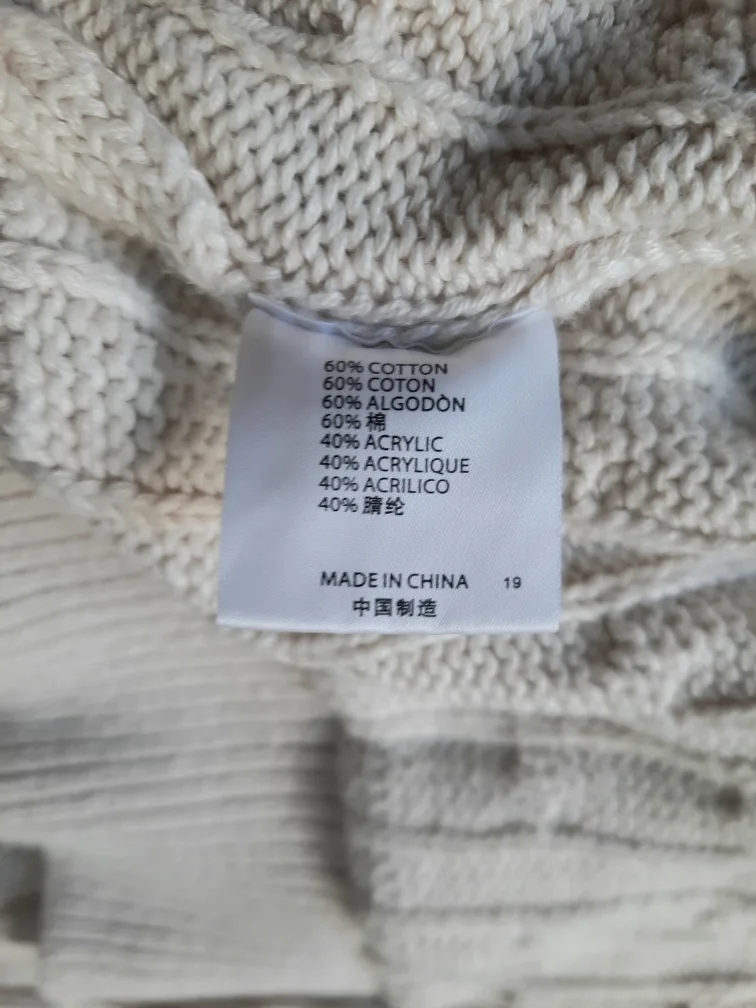 60% COTTON
60% COTON
60% ALGODÒN
60% 棉
40% ACRYLIC
40% ACRYLIQUE
40% ACRILICO
40% 腈纶
MADE IN CHINA 19
中国制造